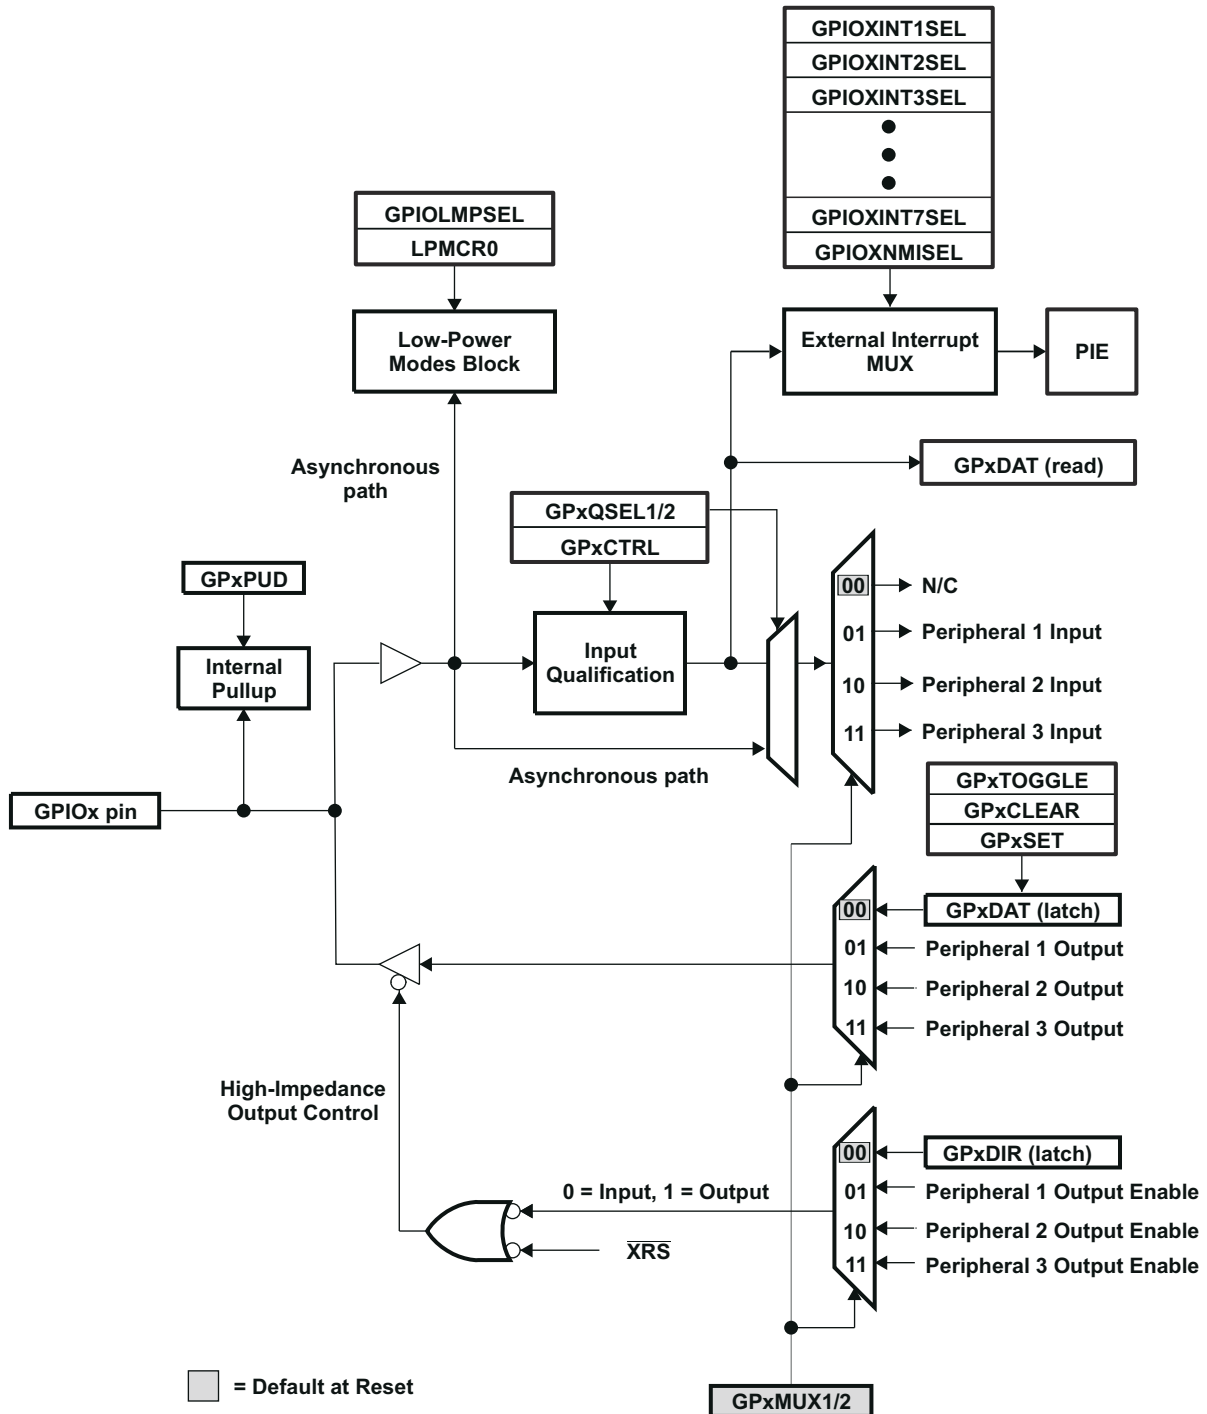 GPIOXINT1SEL
GPIOXINT2SEL
GPIOXINT3SEL
GPIOXINT7SEL
GPIOXNMISEL
GPIOLMPSEL
LPMCR0
Low-Power
Modes Block
External Interrupt
MUX
PIE
Asynchronous
path
GPxDAT (read)
GPxQSEL1/2
GPxCTRL
GPxPUD
Internal
Pullup
Input
Qualification
00
N/C
01
Peripheral 1 Input
10
Peripheral 2 Input
11
Peripheral 3 Input
Asynchronous path
GPIOx pin
GPxTOGGLE
GPxCLEAR
GPxSET
00
GPxDAT (latch)
01
Peripheral 1 Output
10
Peripheral 2 Output
11
Peripheral 3 Output
High-Impedance
Output Control
00
GPxDIR (latch)
0 = Input, 1 = Output
01
Peripheral 1 Output Enable
10
Peripheral 2 Output Enable
11
Peripheral 3 Output Enable
XRS
= Default at Reset
GPxMUX1/2